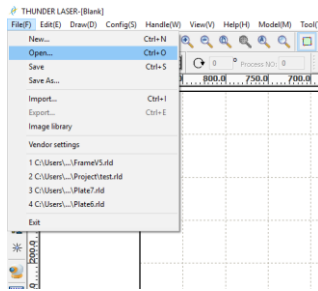 THUNDER LASER-[Blank]
File(F) Edit(E) Draw(D) Config(S) Handle(W) View(V) Help(H) Model(M) Tool(
New... Ctrl+N
Open... Ctrl+O
Save Ctrl+S
Save As...
Import... Ctrl+I
Export... Ctrl+E
Image library
Vendor settings
1 C:\Users\...\FrameV5.rld
2 C:\Users\...\Project\test.rld
3 C:\Users\...\Plate7.rld
4 C:\Users\...\Plate6.rld
Exit
0 ° Process NO: 0
800.0 750.0 700.0
200.0